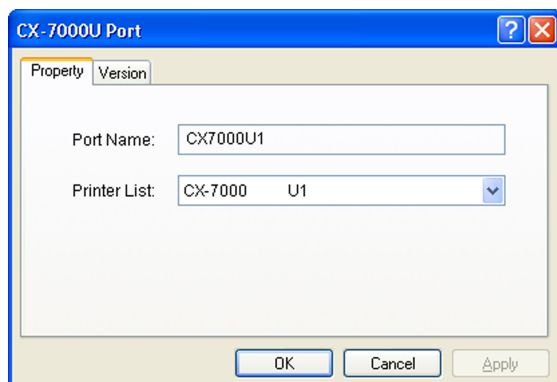 CX-7000U Port
Property Version
Port Name: CX7000U1
Printer List: CX-7000 U1
OK Cancel Apply